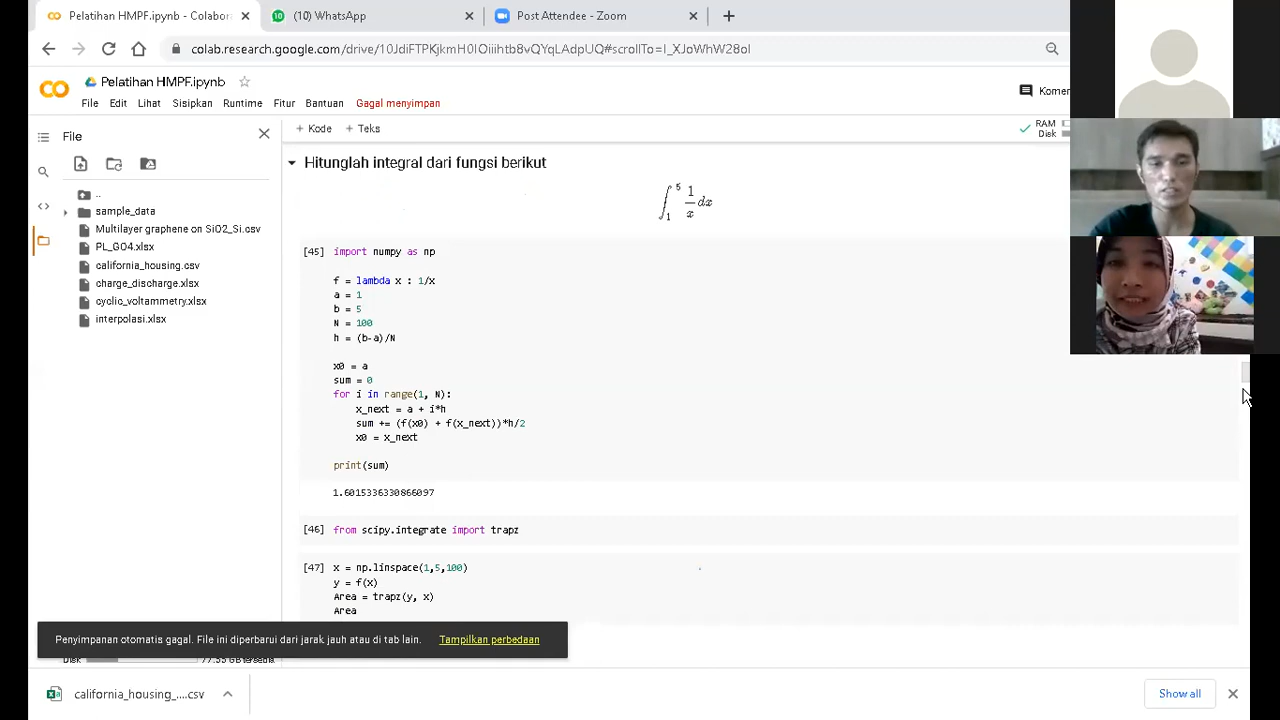 Pelatihan HMPF.ipynb - Colabora
(10) WhatsApp
Post Attendee - Zoom
colab.research.google.com/drive/
Pelatihan HMPF.ipynb
File Edit Lihat Sisipkan Runtime Fitur Bantuan Gagal menyimpan
Komen
File
+ Kode + Teks
RAM
Disk
..
sample_data
Multilayer graphene on SiO2_Si.csv
PL_GO4.xlsx
california_housing.csv
charge_discharge.xlsx
cyclic_voltammetry.xlsx
interpolasi.xlsx
Hitunglah integral dari fungsi berikut
∫ 1 5 1/x dx
[45] import numpy as np
f = lambda x : 1/x
a = 1
b = 5
N = 100
h = (b-a)/N
x0 = a
sum = 0
for i in range(1, N):
x_next = a + i*h
sum += (f(x0) + f(x_next))*h/2
x0 = x_next
print(sum)
1.6015336330866097
[46] from scipy.integrate import trapz
[47] x = np.linspace(1,5,100)
y = f(x)
Area = trapz(y, x)
Area
Penyimpanan otomatis gagal. File ini diperbarui dari jarak jauh atau di tab lain. Tampilkan perbedaan
california_housing_....csv
Show all